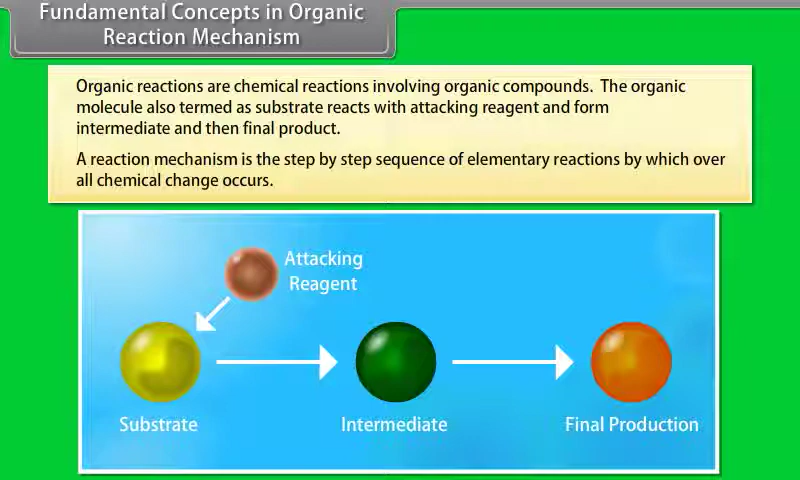 Fundamental Concepts in Organic
Reaction Mechanism
Organic reactions are chemical reactions involving organic compounds. The organic
molecule also termed as substrate reacts with attacking reagent and form
intermediate and then final product.
A reaction mechanism is the step by step sequence of elementary reactions by which over
all chemical change occurs.
Attacking
Reagent
Substrate
Intermediate
Final Production